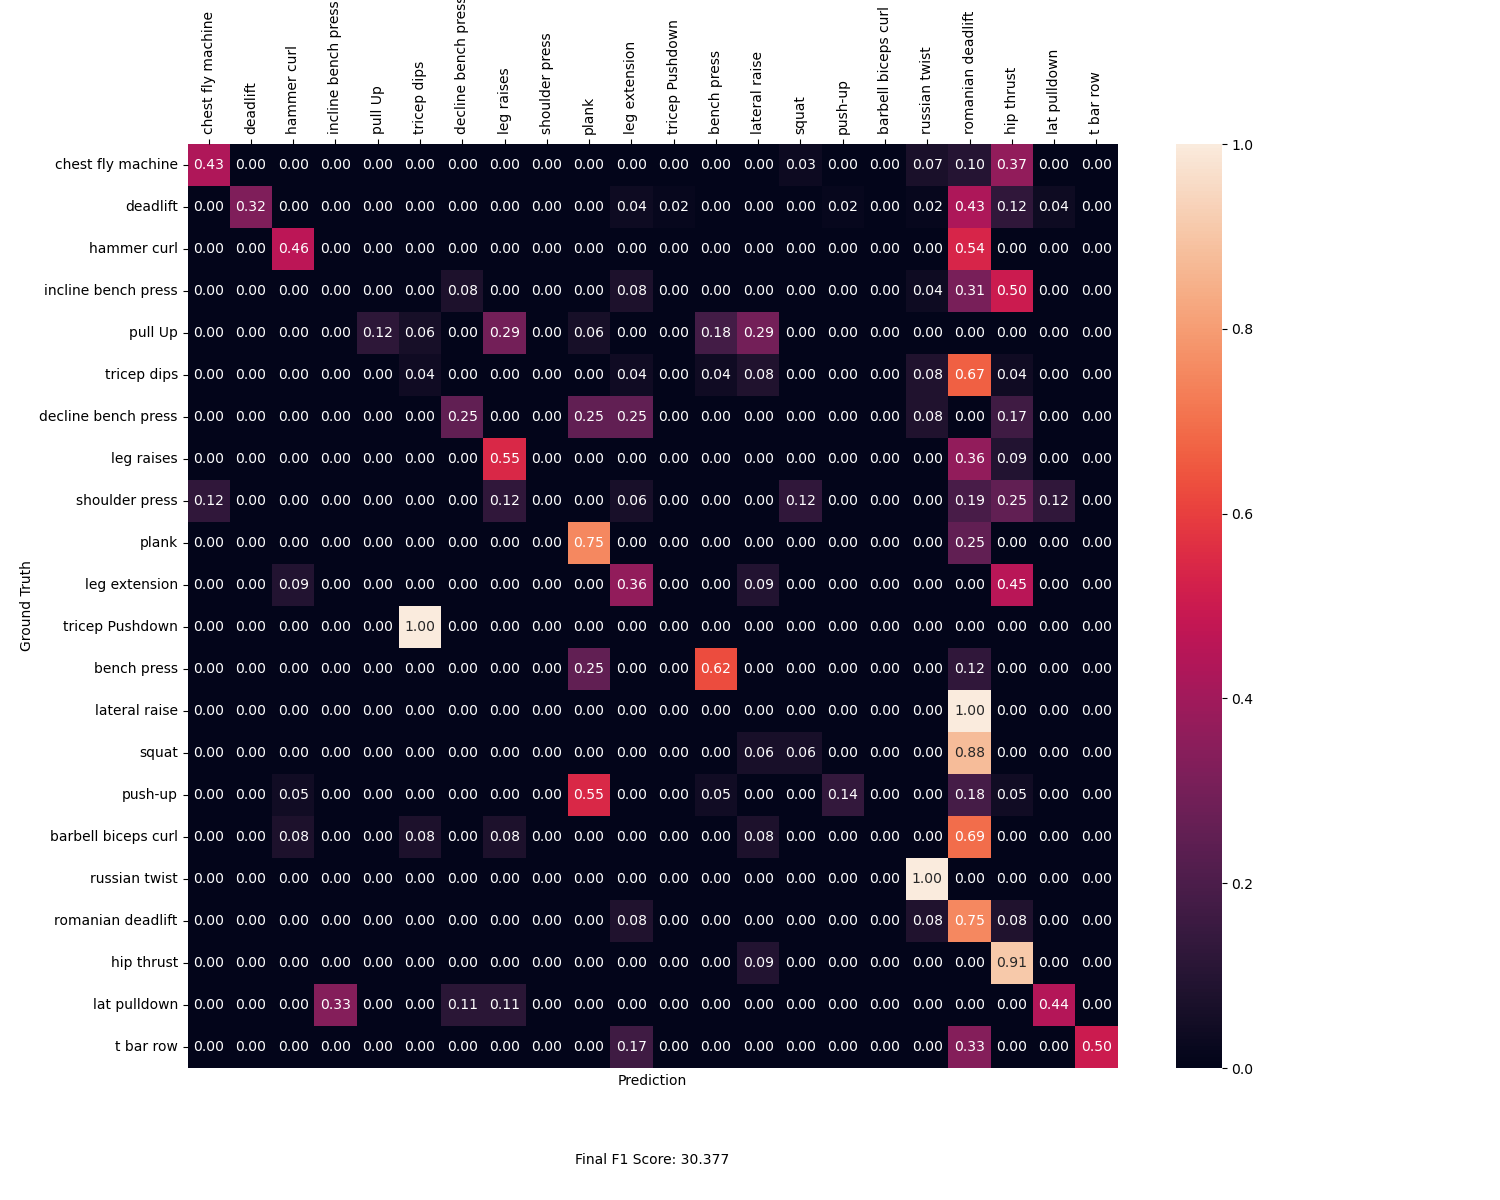 chest fly machine deadlift hammer curl incline bench press pull Up tricep dips decline bench press leg raises shoulder press plank leg extension tricep Pushdown bench press lateral raise squat push-up barbell biceps curl russian twist romanian deadlift hip thrust lat pulldown t bar row
chest fly machine 0.43 0.00 0.00 0.00 0.00 0.00 0.00 0.00 0.00 0.00 0.00 0.00 0.00 0.00 0.03 0.00 0.00 0.07 0.10 0.37 0.00 0.00
deadlift 0.00 0.32 0.00 0.00 0.00 0.00 0.00 0.00 0.00 0.00 0.04 0.02 0.00 0.00 0.00 0.02 0.00 0.02 0.43 0.12 0.04 0.00
hammer curl 0.00 0.00 0.46 0.00 0.00 0.00 0.00 0.00 0.00 0.00 0.00 0.00 0.00 0.00 0.00 0.00 0.00 0.00 0.54 0.00 0.00 0.00
incline bench press 0.00 0.00 0.00 0.00 0.00 0.00 0.08 0.00 0.00 0.00 0.08 0.00 0.00 0.00 0.00 0.00 0.00 0.04 0.31 0.50 0.00 0.00
pull Up 0.00 0.00 0.00 0.00 0.12 0.06 0.00 0.29 0.00 0.06 0.00 0.00 0.18 0.29 0.00 0.00 0.00 0.00 0.00 0.00 0.00 0.00
tricep dips 0.00 0.00 0.00 0.00 0.00 0.04 0.00 0.00 0.00 0.00 0.04 0.00 0.04 0.08 0.00 0.00 0.00 0.08 0.67 0.04 0.00 0.00
decline bench press 0.00 0.00 0.00 0.00 0.00 0.00 0.25 0.00 0.00 0.25 0.25 0.00 0.00 0.00 0.00 0.00 0.00 0.08 0.00 0.17 0.00 0.00
leg raises 0.00 0.00 0.00 0.00 0.00 0.00 0.00 0.55 0.00 0.00 0.00 0.00 0.00 0.00 0.00 0.00 0.00 0.00 0.36 0.09 0.00 0.00
shoulder press 0.12 0.00 0.00 0.00 0.00 0.00 0.00 0.12 0.00 0.00 0.06 0.00 0.00 0.00 0.12 0.00 0.00 0.00 0.19 0.25 0.12 0.00
plank 0.00 0.00 0.00 0.00 0.00 0.00 0.00 0.00 0.00 0.75 0.00 0.00 0.00 0.00 0.00 0.00 0.00 0.00 0.25 0.00 0.00 0.00
leg extension 0.00 0.00 0.09 0.00 0.00 0.00 0.00 0.00 0.00 0.00 0.36 0.00 0.00 0.09 0.00 0.00 0.00 0.00 0.00 0.45 0.00 0.00
tricep Pushdown 0.00 0.00 0.00 0.00 0.00 1.00 0.00 0.00 0.00 0.00 0.00 0.00 0.00 0.00 0.00 0.00 0.00 0.00 0.00 0.00 0.00 0.00
bench press 0.00 0.00 0.00 0.00 0.00 0.00 0.00 0.00 0.00 0.25 0.00 0.00 0.62 0.00 0.00 0.00 0.00 0.00 0.12 0.00 0.00 0.00
lateral raise 0.00 0.00 0.00 0.00 0.00 0.00 0.00 0.00 0.00 0.00 0.00 0.00 0.00 0.00 0.00 0.00 0.00 0.00 1.00 0.00 0.00 0.00
squat 0.00 0.00 0.00 0.00 0.00 0.00 0.00 0.00 0.00 0.00 0.00 0.00 0.00 0.06 0.06 0.00 0.00 0.00 0.88 0.00 0.00 0.00
push-up 0.00 0.00 0.05 0.00 0.00 0.00 0.00 0.00 0.00 0.55 0.00 0.00 0.05 0.00 0.00 0.14 0.00 0.00 0.18 0.05 0.00 0.00
barbell biceps curl 0.00 0.00 0.08 0.00 0.00 0.08 0.00 0.08 0.00 0.00 0.00 0.00 0.00 0.08 0.00 0.00 0.00 0.00 0.69 0.00 0.00 0.00
russian twist 0.00 0.00 0.00 0.00 0.00 0.00 0.00 0.00 0.00 0.00 0.00 0.00 0.00 0.00 0.00 0.00 0.00 1.00 0.00 0.00 0.00 0.00
romanian deadlift 0.00 0.00 0.00 0.00 0.00 0.00 0.00 0.00 0.00 0.00 0.08 0.00 0.00 0.00 0.00 0.00 0.00 0.08 0.75 0.08 0.00 0.00
hip thrust 0.00 0.00 0.00 0.00 0.00 0.00 0.00 0.00 0.00 0.00 0.00 0.00 0.00 0.09 0.00 0.00 0.00 0.00 0.00 0.91 0.00 0.00
lat pulldown 0.00 0.00 0.00 0.33 0.00 0.00 0.11 0.11 0.00 0.00 0.00 0.00 0.00 0.00 0.00 0.00 0.00 0.00 0.00 0.00 0.44 0.00
t bar row 0.00 0.00 0.00 0.00 0.00 0.00 0.00 0.00 0.00 0.00 0.17 0.00 0.00 0.00 0.00 0.00 0.00 0.00 0.33 0.00 0.00 0.50
Ground Truth
Prediction
1.0
0.8
0.6
0.4
0.2
0.0
Final F1 Score: 30.377